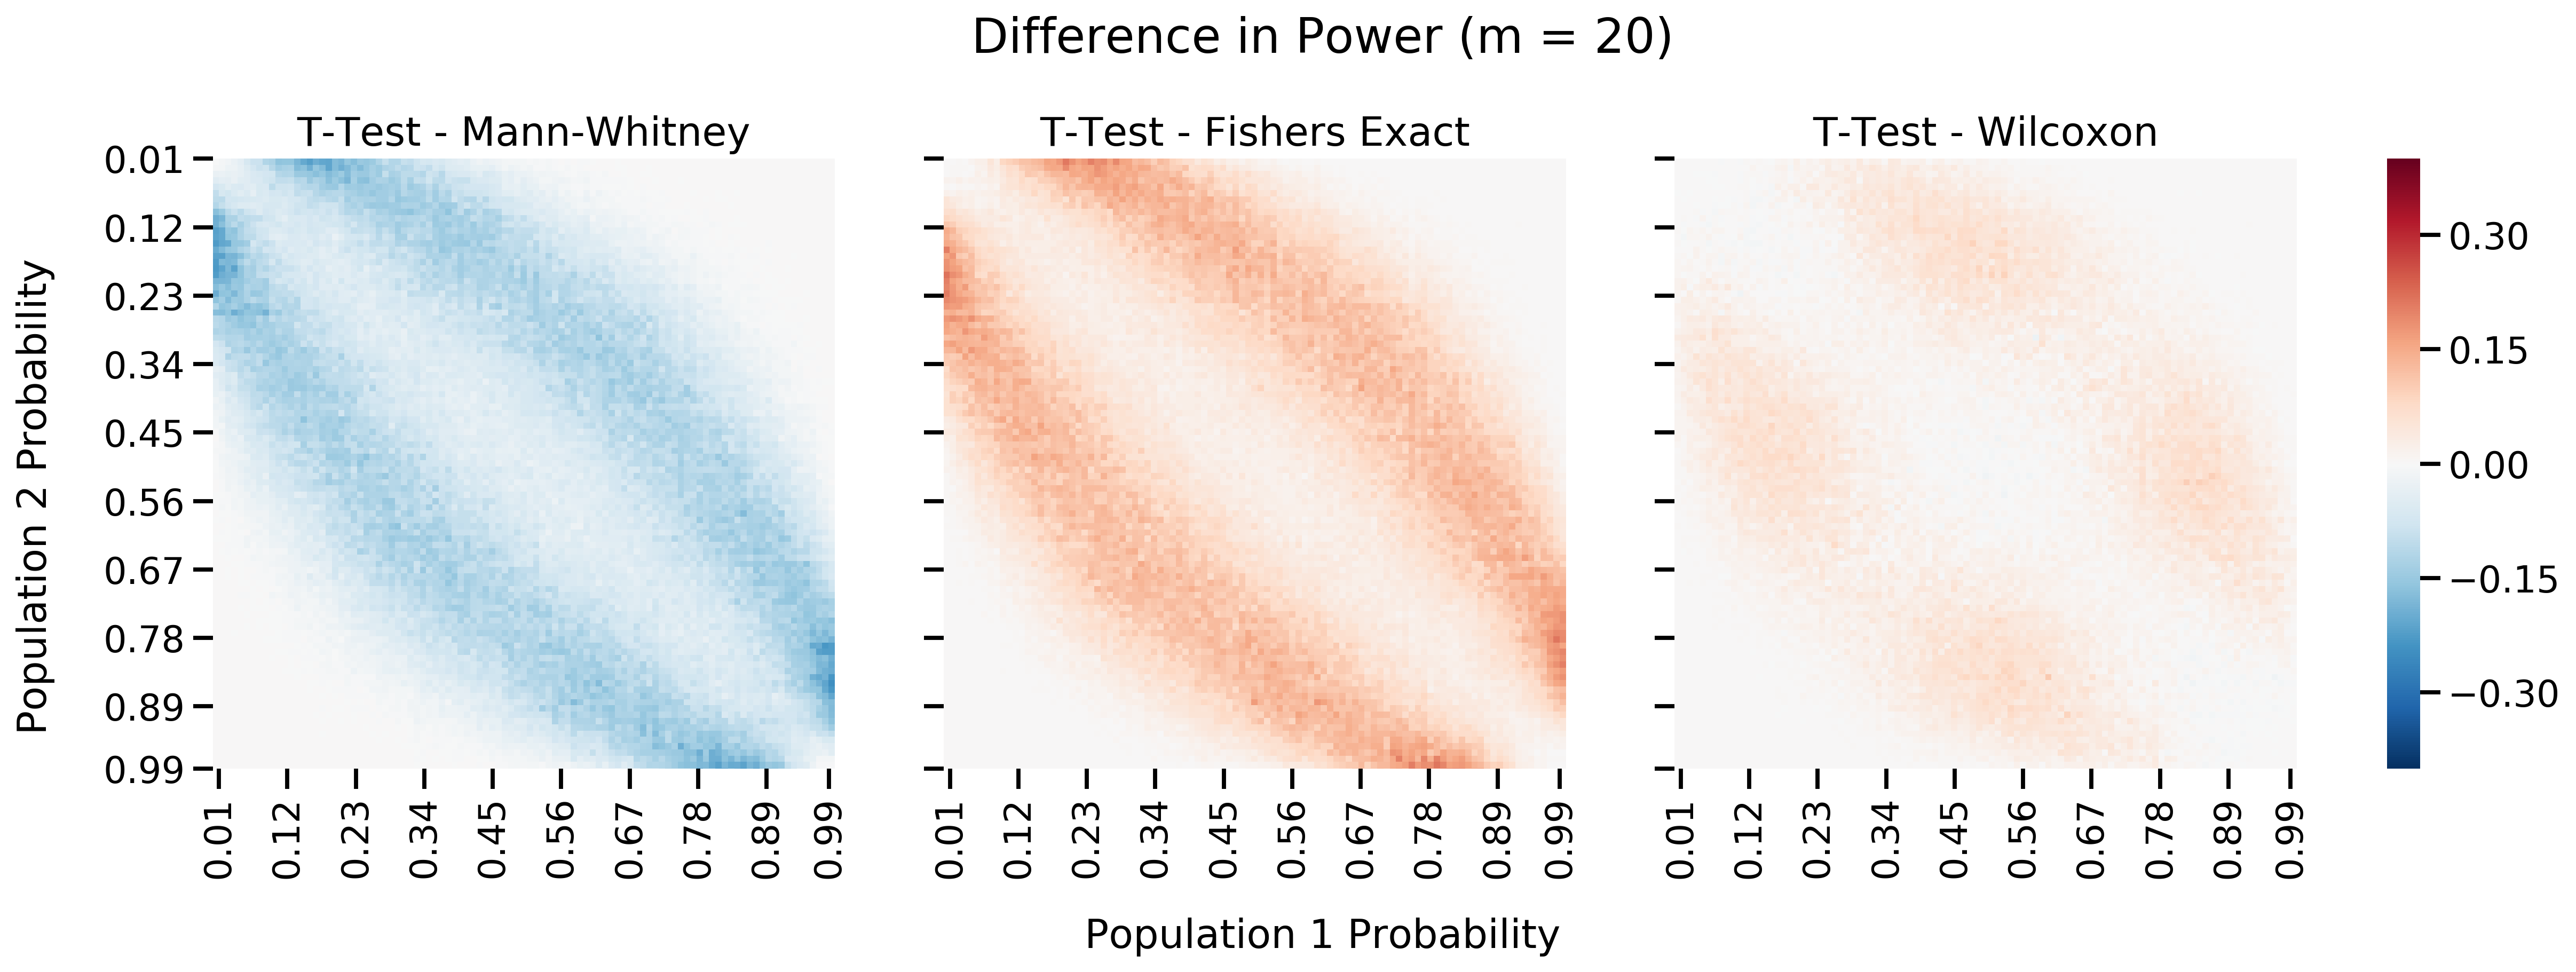 Difference in Power (m = 20)
T-Test - Mann-Whitney
T-Test - Fishers Exact
T-Test - Wilcoxon
Population 2 Probability
0.01
0.12
0.23
0.34
0.45
0.56
0.67
0.78
0.89
0.99
0.01 0.12 0.23 0.34 0.45 0.56 0.67 0.78 0.89 0.99
0.01 0.12 0.23 0.34 0.45 0.56 0.67 0.78 0.89 0.99
0.01 0.12 0.23 0.34 0.45 0.56 0.67 0.78 0.89 0.99
Population 1 Probability
0.30
0.15
0.00
−0.15
−0.30